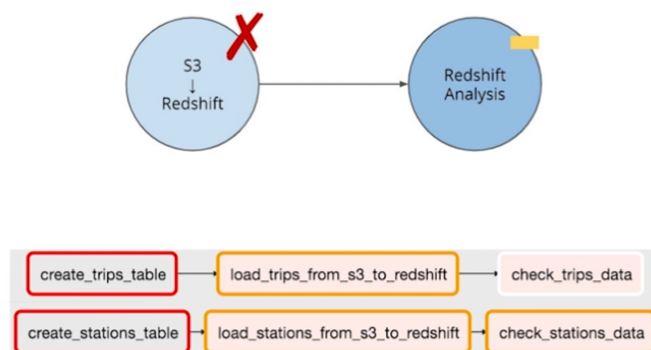 S3
↓
Redshift
Redshift
Analysis
create_trips_table
load_trips_from_s3_to_redshift
check_trips_data
create_stations_table
load_stations_from_s3_to_redshift
check_stations_data